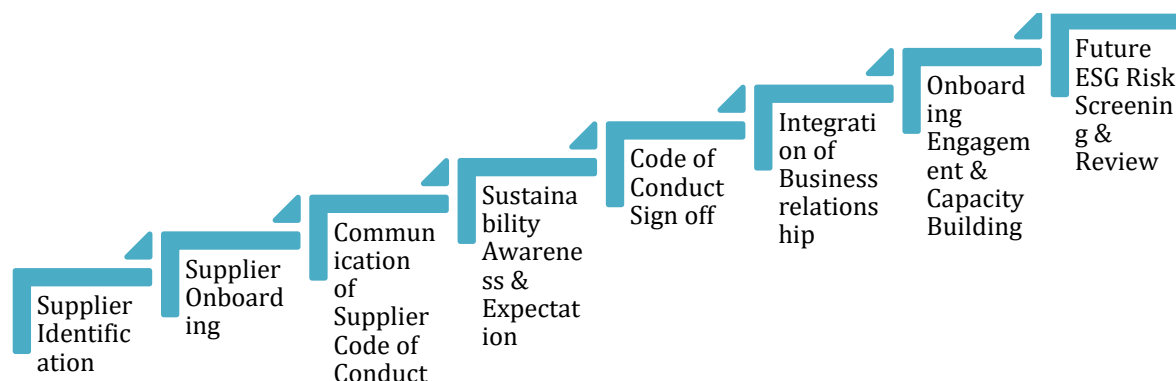 Supplier
Identific
ation
Supplier
Onboard
ing
Commun
ication
of
Supplier
Code of
Conduct
Sustaina
bility
Awarene
ss &
Expectat
ion
Code of
Conduct
Sign off
Integrati
on of
Business
relations
hip
Onboard
ing
Engagem
ent &
Capacity
Building
Future
ESG Risk
Screenin
g &
Review